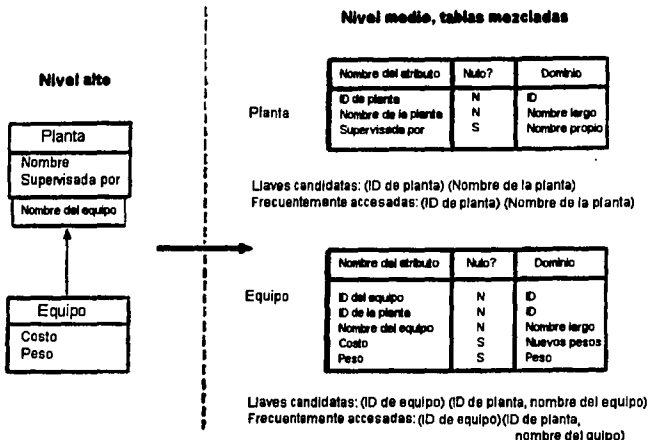 Nivel medio, tablas mezcladas
Nivel alto
Planta
Nombre
Supervisada por
Nombre del equipo
Equipo
Costo
Peso
Planta
Nombre del atributo Nulo? Dominio
ID de planta N ID
Nombre de la planta N Nombre largo
Supervisada por S Nombre propio
Llaves candidatas: (ID de planta) (Nombre de la planta)
Frecuentemente accesadas: (ID de planta) (Nombre de la planta)
Equipo
Nombre del atributo Nulo? Dominio
ID del equipo N ID
ID de la planta N ID
Nombre del equipo N Nombre largo
Costo S Nuevos pesos
Peso S Peso
Llaves candidatas: (ID de equipo) (ID de planta, nombre del equipo)
Frecuentemente accesadas: (ID de equipo)(ID de planta,
nombre del quipo)